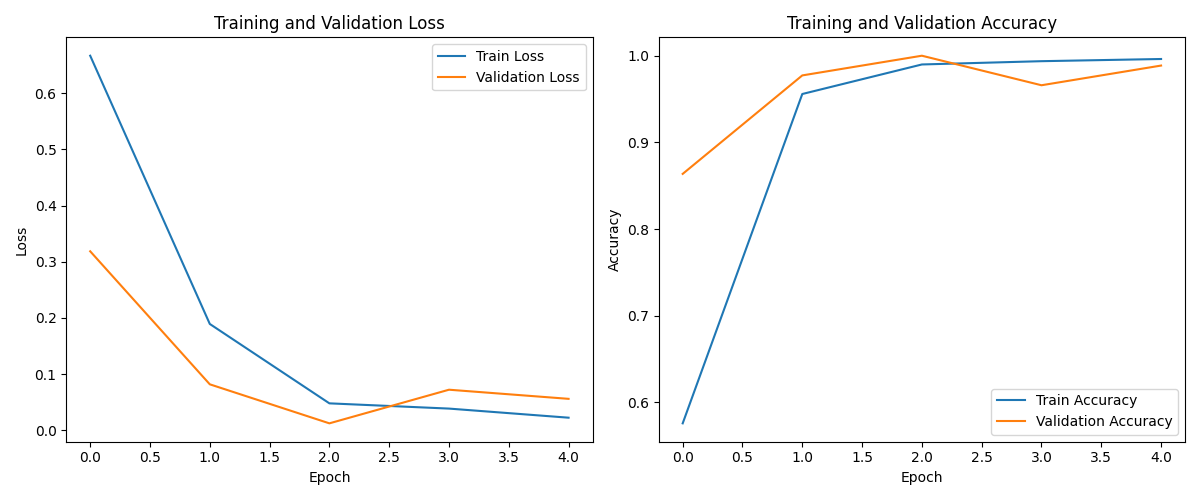 Training and Validation Loss
Train Loss
Validation Loss
Loss
0.6
0.5
0.4
0.3
0.2
0.1
0.0
0.0 0.5 1.0 1.5 2.0 2.5 3.0 3.5 4.0
Epoch
Training and Validation Accuracy
Accuracy
1.0
0.9
0.8
0.7
0.6
Train Accuracy
Validation Accuracy
0.0 0.5 1.0 1.5 2.0 2.5 3.0 3.5 4.0
Epoch